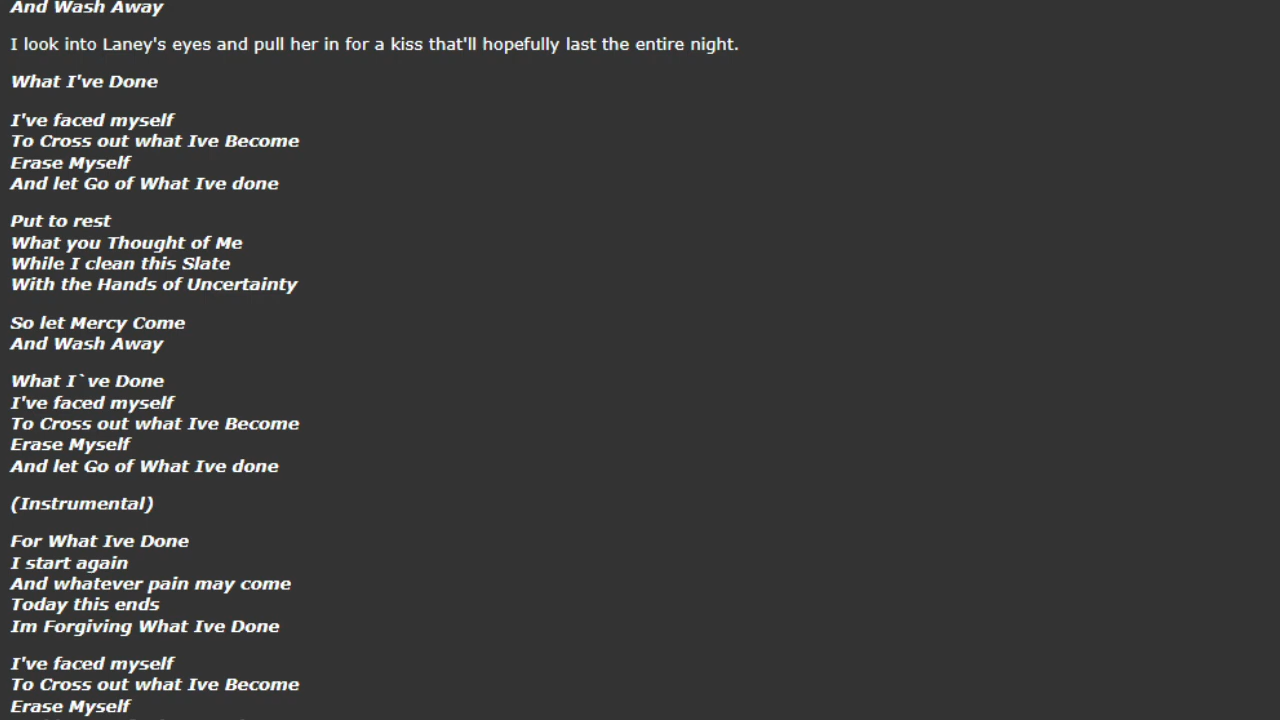 And Wash Away
I look into Laney's eyes and pull her in for a kiss that'll hopefully last the entire night.
What I've Done
I've faced myself
To Cross out what Ive Become
Erase Myself
And let Go of What Ive done
Put to rest
What you Thought of Me
While I clean this Slate
With the Hands of Uncertainty
So let Mercy Come
And Wash Away
What I`ve Done
I've faced myself
To Cross out what Ive Become
Erase Myself
And let Go of What Ive done
(Instrumental)
For What Ive Done
I start again
And whatever pain may come
Today this ends
Im Forgiving What Ive Done
I've faced myself
To Cross out what Ive Become
Erase Myself